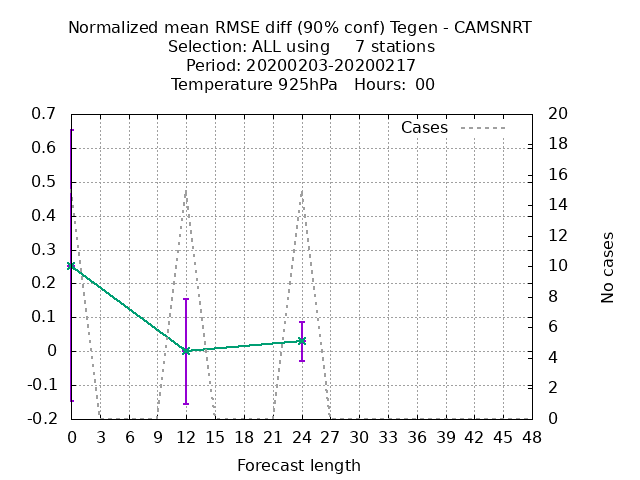 Normalized mean RMSE diff (90% conf) Tegen - CAMSNRT
Selection: ALL using     7 stations
Period: 20200203-20200217
Temperature 925hPa   Hours:  00
Cases
0.7
0.6
0.5
0.4
0.3
0.2
0.1
0
-0.1
-0.2
20
18
16
14
12
10
8
6
4
2
0
No cases
0 3 6 9 12 15 18 21 24 27 30 33 36 39 42 45 48
Forecast length